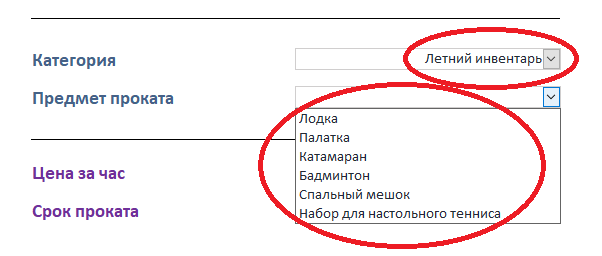 Категория Летний инвентарь
Предмет проката
Лодка
Палатка
Катамаран
Бадминтон
Спальный мешок
Набор для настольного тенниса
Цена за час
Срок проката